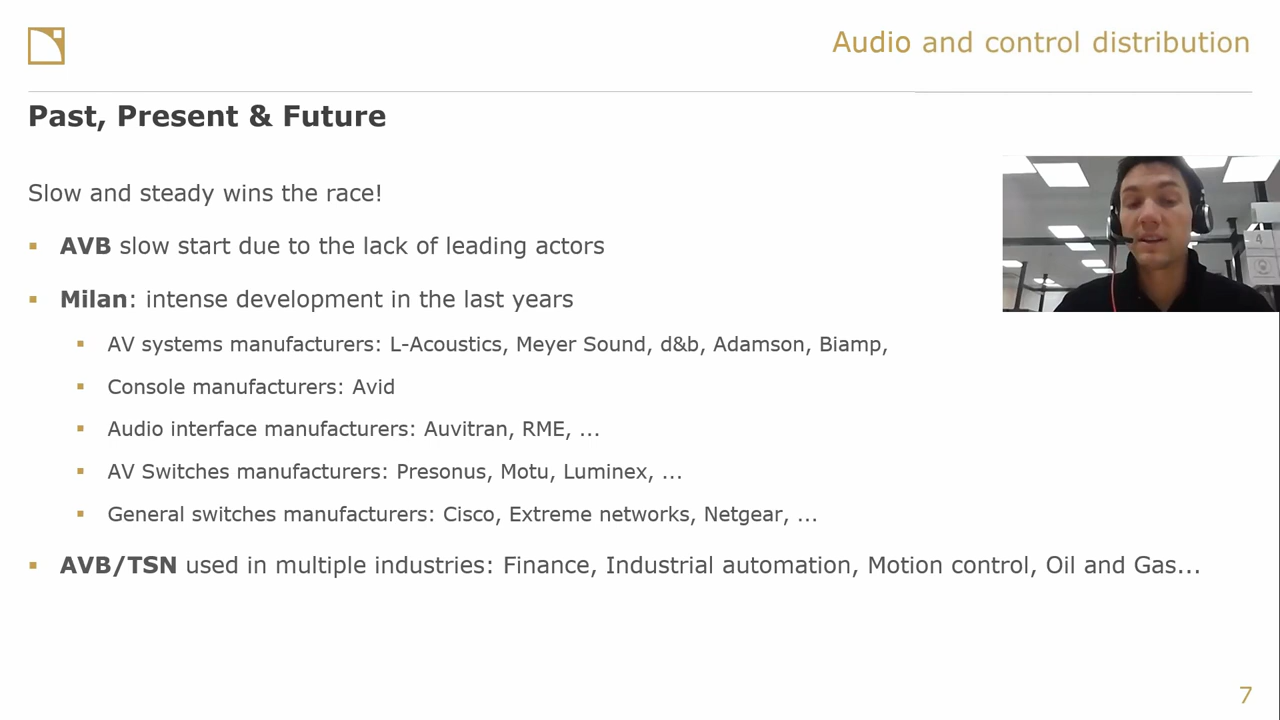 Audio and control distribution
Past, Present & Future
Slow and steady wins the race!
▪ AVB slow start due to the lack of leading actors
▪ Milan: intense development in the last years
▪ AV systems manufacturers: L-Acoustics, Meyer Sound, d&b, Adamson, Biamp,
▪ Console manufacturers: Avid
▪ Audio interface manufacturers: Auvitran, RME, ...
▪ AV Switches manufacturers: Presonus, Motu, Luminex, ...
▪ General switches manufacturers: Cisco, Extreme networks, Netgear, ...
▪ AVB/TSN used in multiple industries: Finance, Industrial automation, Motion control, Oil and Gas...
4
7